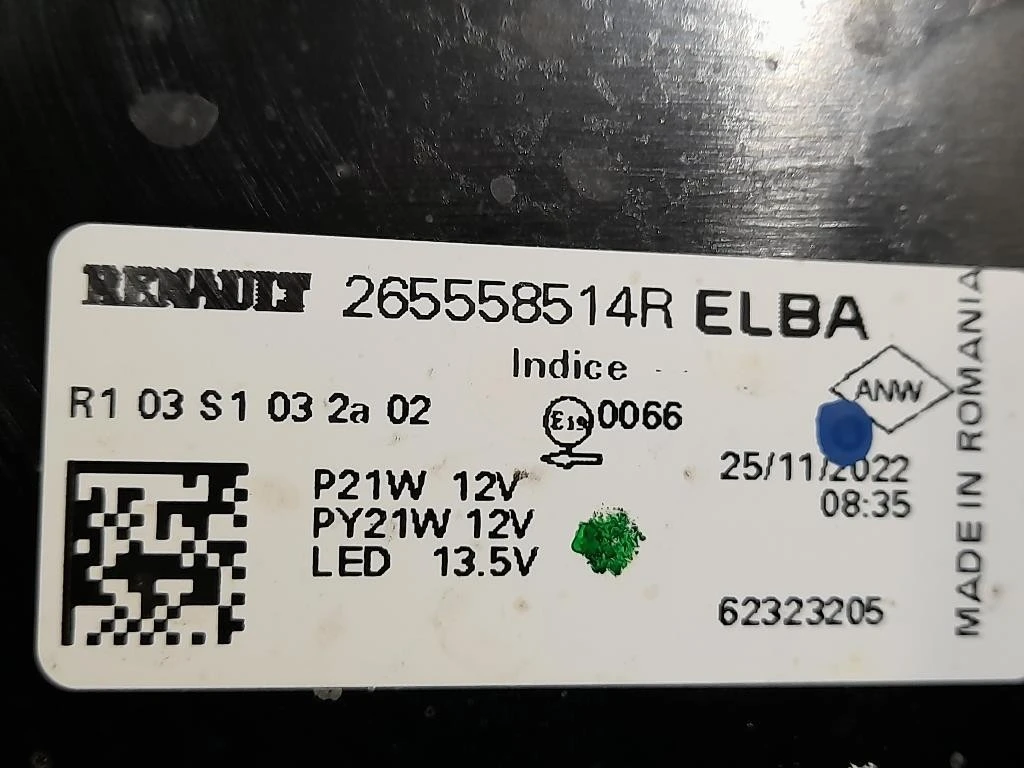 RENAULT 265558514R ELBA
Indice --
ANW
R1 03 S1 03 2a 02
E19 0066
25/11/2022
08:35
P21W 12V
PY21W 12V
LED 13.5V
62323205
MADE IN ROMANIA